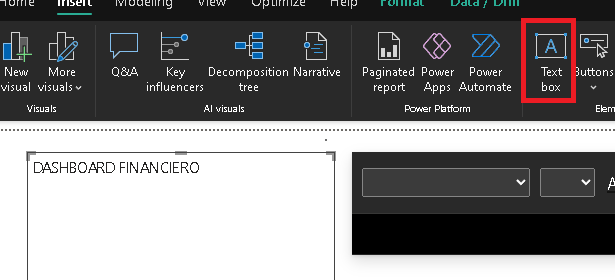 Home Insert Modeling View Optimize Help Format Data / Drill
New visual
More visuals
Q&A
Key influencers
Decomposition tree
Narrative
Paginated report
Power Apps
Power Automate
A
Text box
Buttons
Visuals
AI visuals
Power Platform
DASHBOARD FINANCIERO